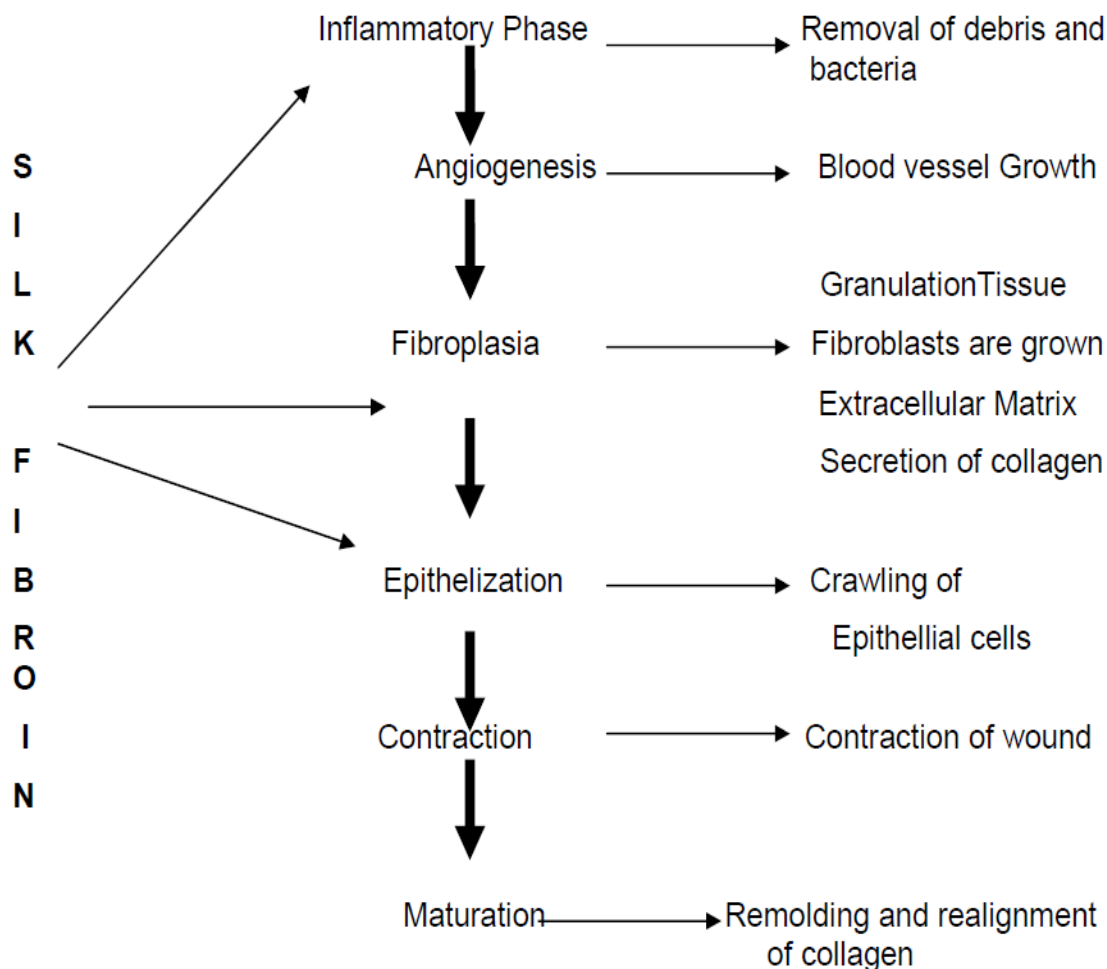 Inflammatory Phase
Removal of debris and
bacteria
Angiogenesis
Blood vessel Growth
GranulationTissue
Fibroplasia
Fibroblasts are grown
Extracellular Matrix
Secretion of collagen
Epithelization
Crawling of
Epithellial cells
Contraction
Contraction of wound
Maturation
Remolding and realignment
of collagen
S
I
L
K
F
I
B
R
O
I
N